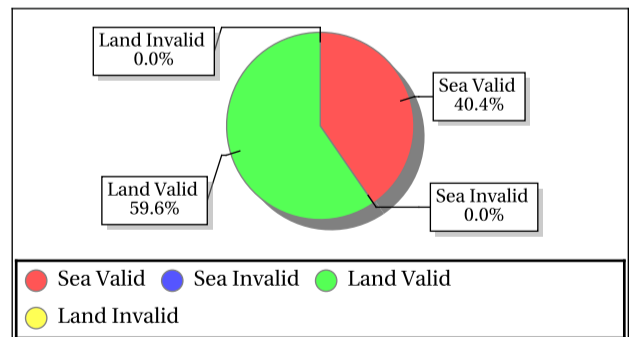 Land Invalid
0.0%
Sea Valid
40.4%
Land Valid
59.6%
Sea Invalid
0.0%
Sea Valid Sea Invalid Land Valid
Land Invalid